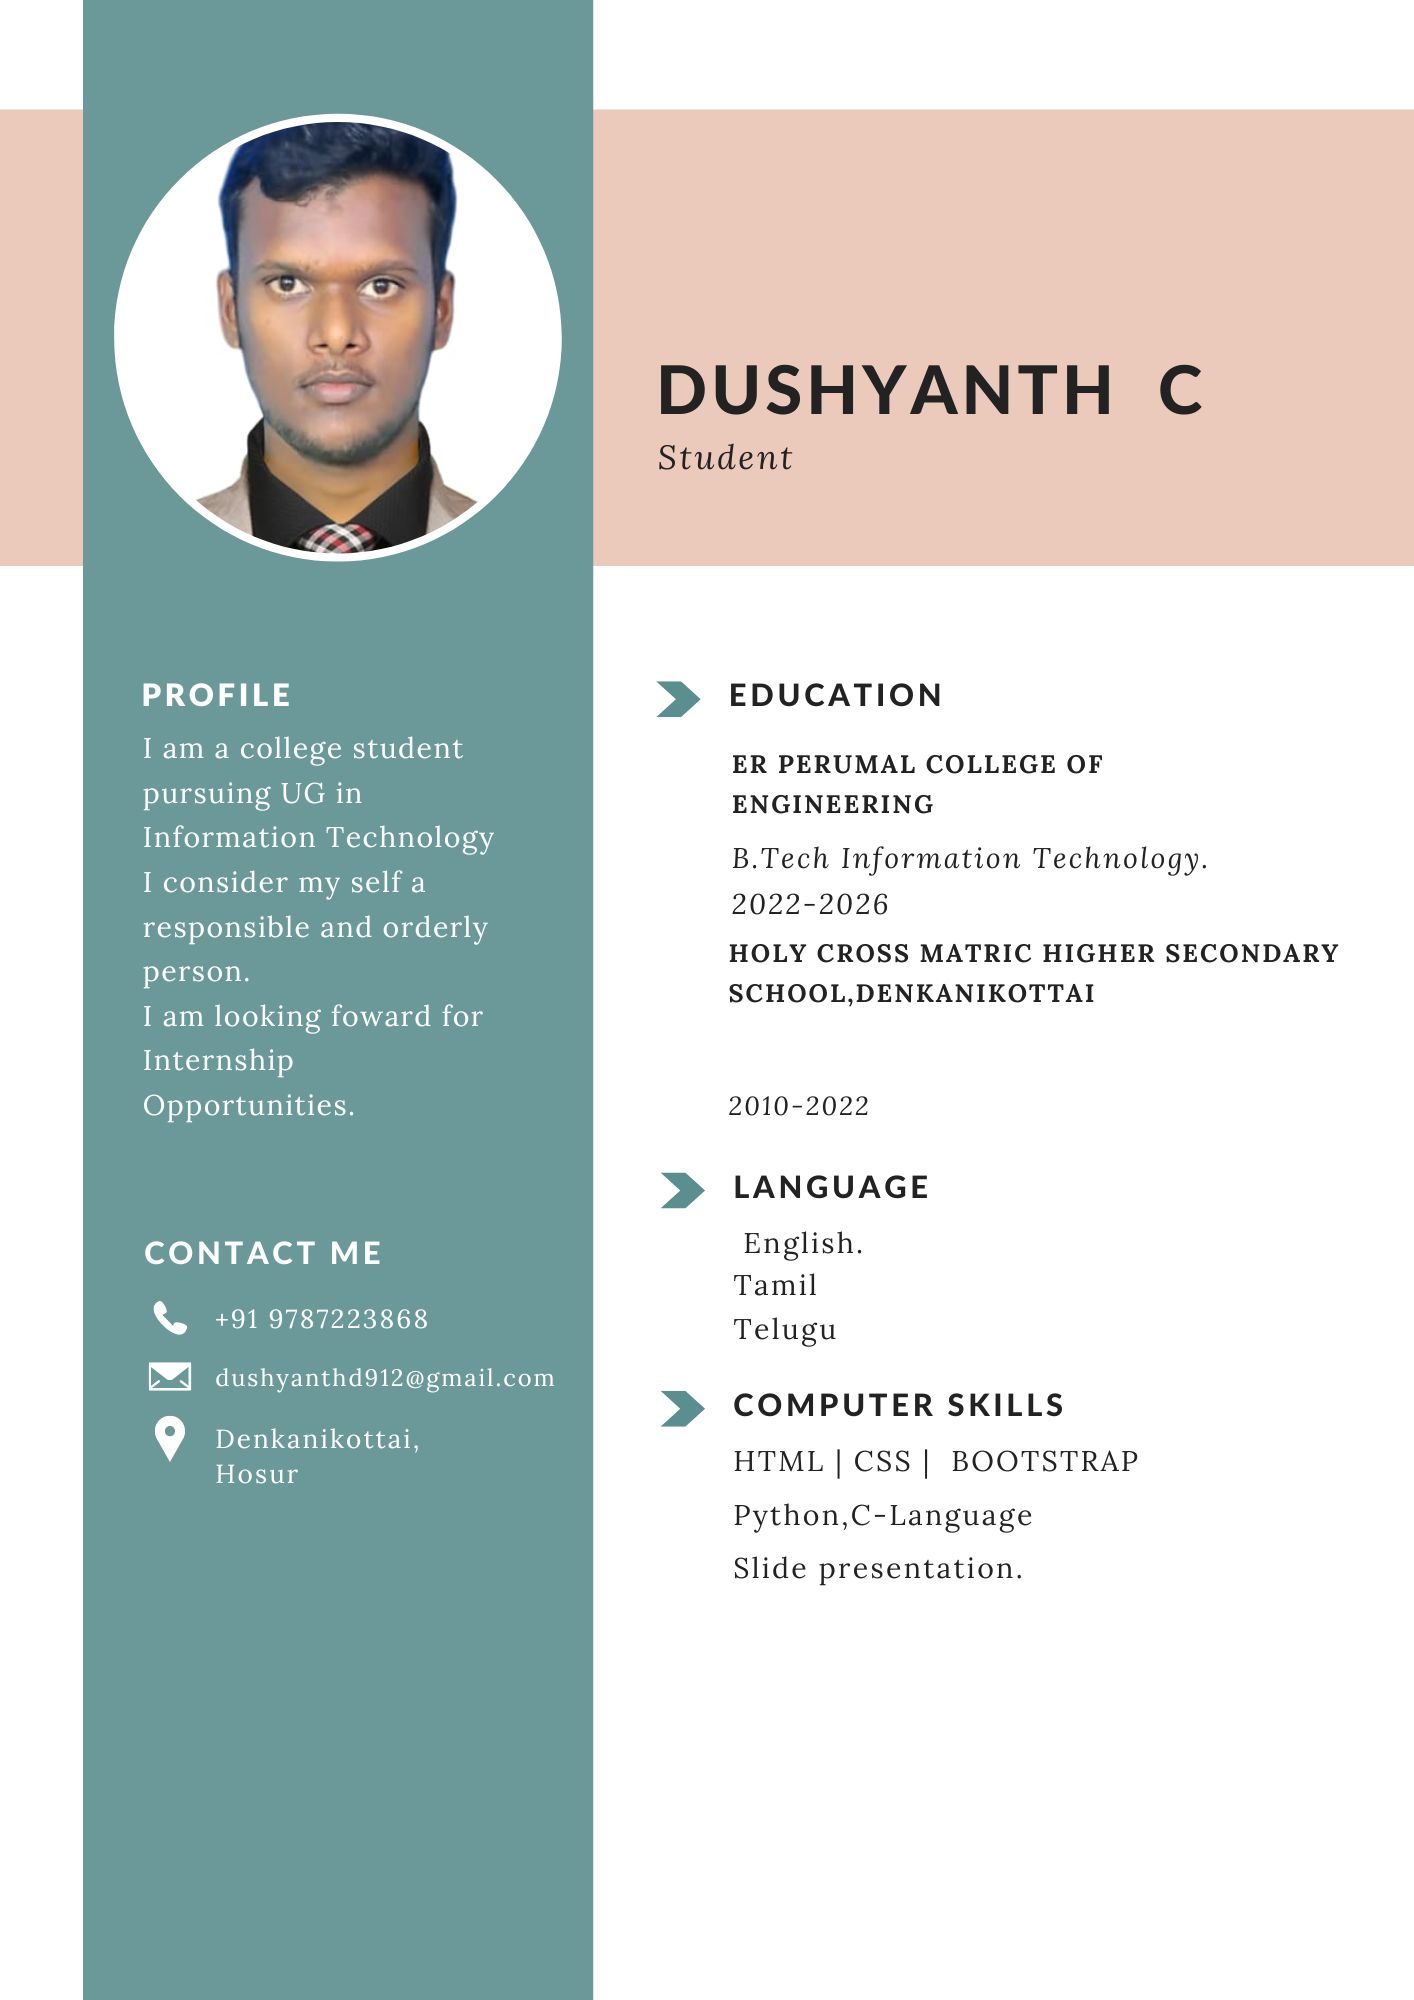 DUSHYANTH C
Student
PROFILE
I am a college student
pursuing UG in
Information Technology
I consider my self a
responsible and orderly
person.
I am looking foward for
Internship
Opportunities.
CONTACT ME
+91 9787223868
dushyanthd912@gmail.com
Denkanikottai,
Hosur
EDUCATION
ER PERUMAL COLLEGE OF
ENGINEERING
B.Tech Information Technology.
2022-2026
HOLY CROSS MATRIC HIGHER SECONDARY
SCHOOL,DENKANIKOTTAI
2010-2022
LANGUAGE
English.
Tamil
Telugu
COMPUTER SKILLS
HTML | CSS | BOOTSTRAP
Python,C-Language
Slide presentation.